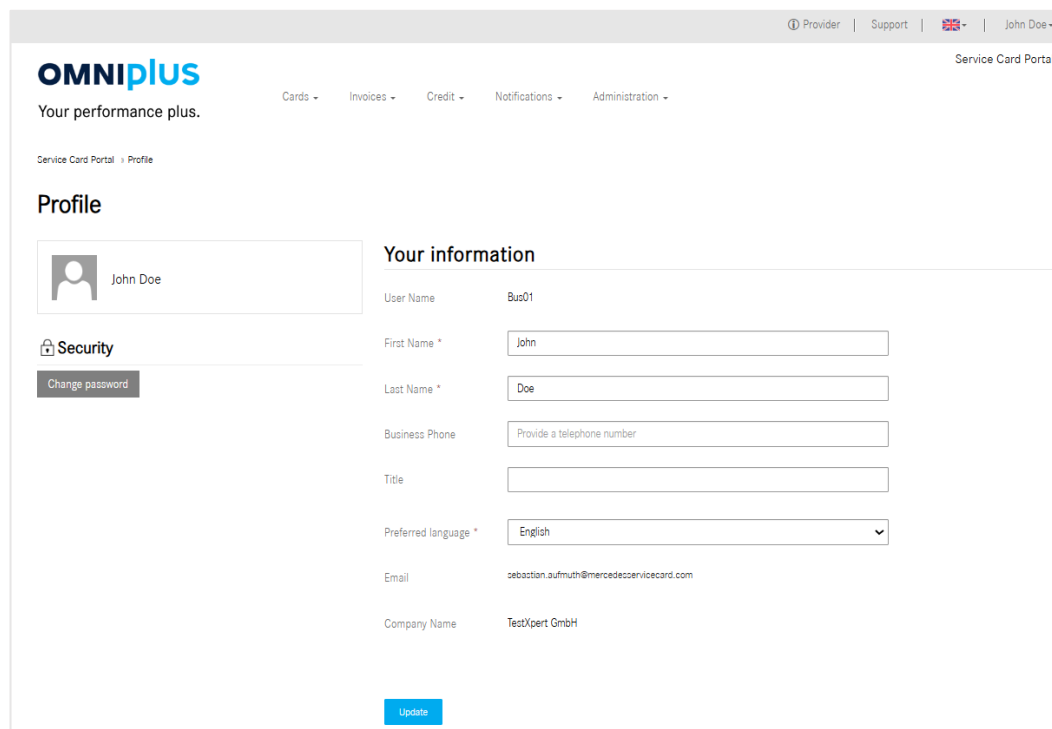 Provider | Support | John Doe
Service Card Porta
OMNIplus
Your performance plus.
Cards Invoices Credit Notifications Administration
Service Card Portal › Profile
Profile
John Doe
Security
Change password
Your information
User Name Bus01
First Name * John
Last Name * Doe
Business Phone Provide a telephone number
Title
Preferred language * English
Email sebastian.aufmuth@mercedesservicecard.com
Company Name TestXpert GmbH
Update